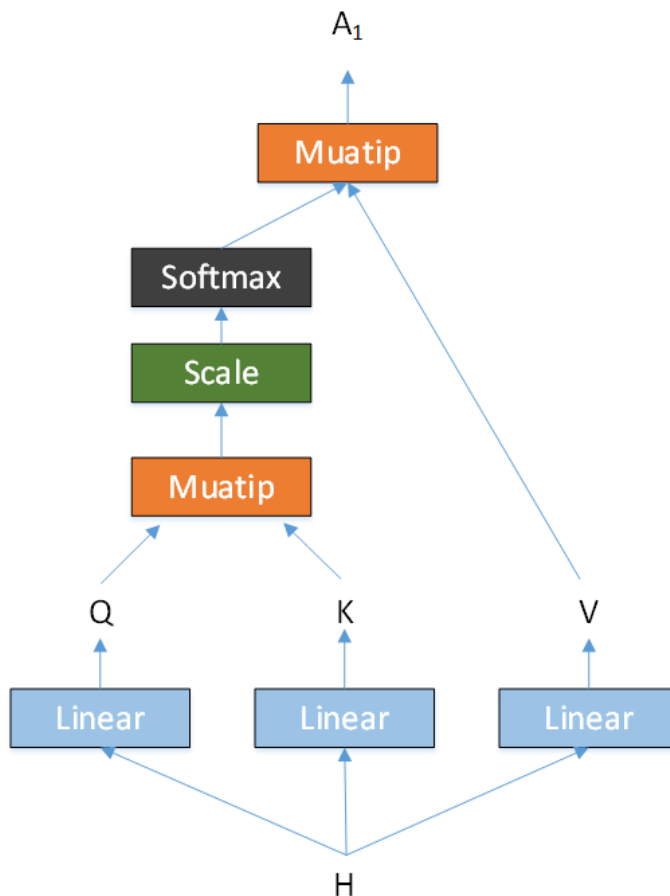 A₁
Muatip
Softmax
Scale
Muatip
Q K V
Linear Linear Linear
H